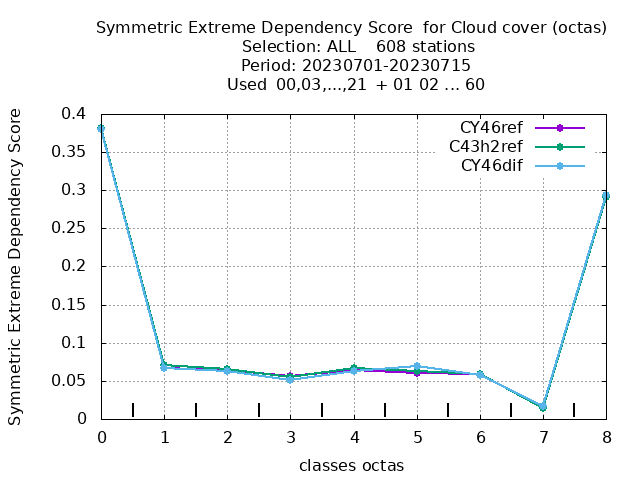 Symmetric Extreme Dependency Score for Cloud cover (octas)
Selection: ALL 608 stations
Period: 20230701-20230715
Used 00,03,...,21 + 01 02 ... 60
CY46ref
C43h2ref
CY46dif
Symmetric Extreme Dependency Score
0.4
0.35
0.3
0.25
0.2
0.15
0.1
0.05
0
0 1 2 3 4 5 6 7 8
classes octas